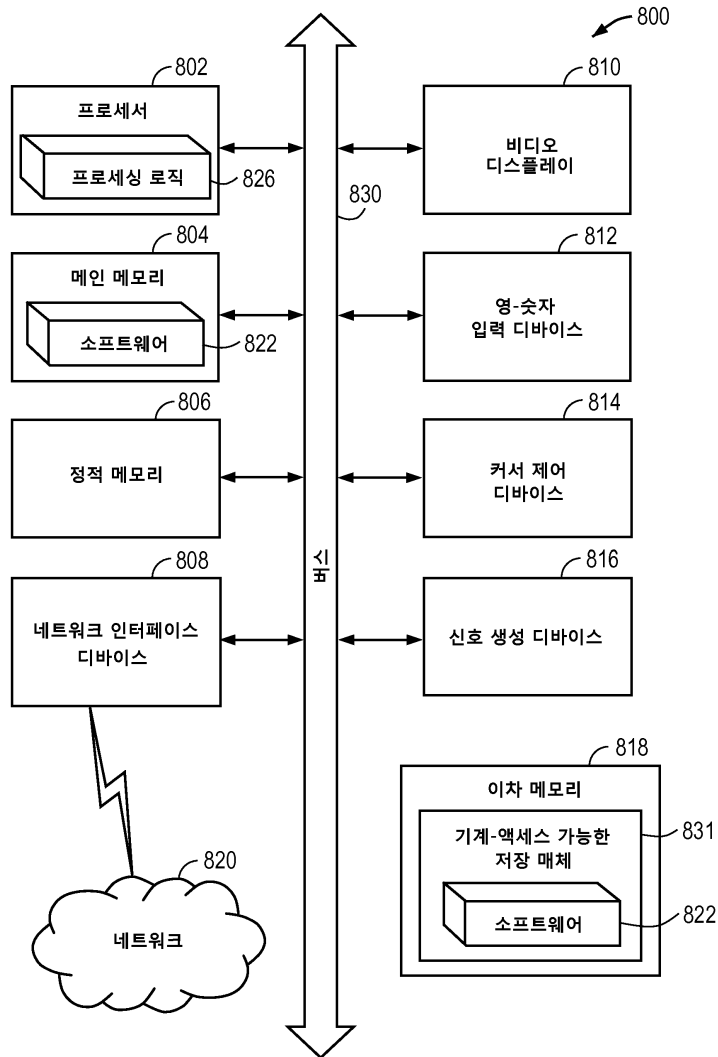 800
802
프로세서
프로세싱 로직
826
804
메인 메모리
소프트웨어
822
806
정적 메모리
808
네트워크 인터페이스
디바이스
820
네트워크
830
버스
810
비디오
디스플레이
812
영-숫자
입력 디바이스
814
커서 제어
디바이스
816
신호 생성 디바이스
818
이차 메모리
831
기계-액세스 가능한
저장 매체
소프트웨어
822